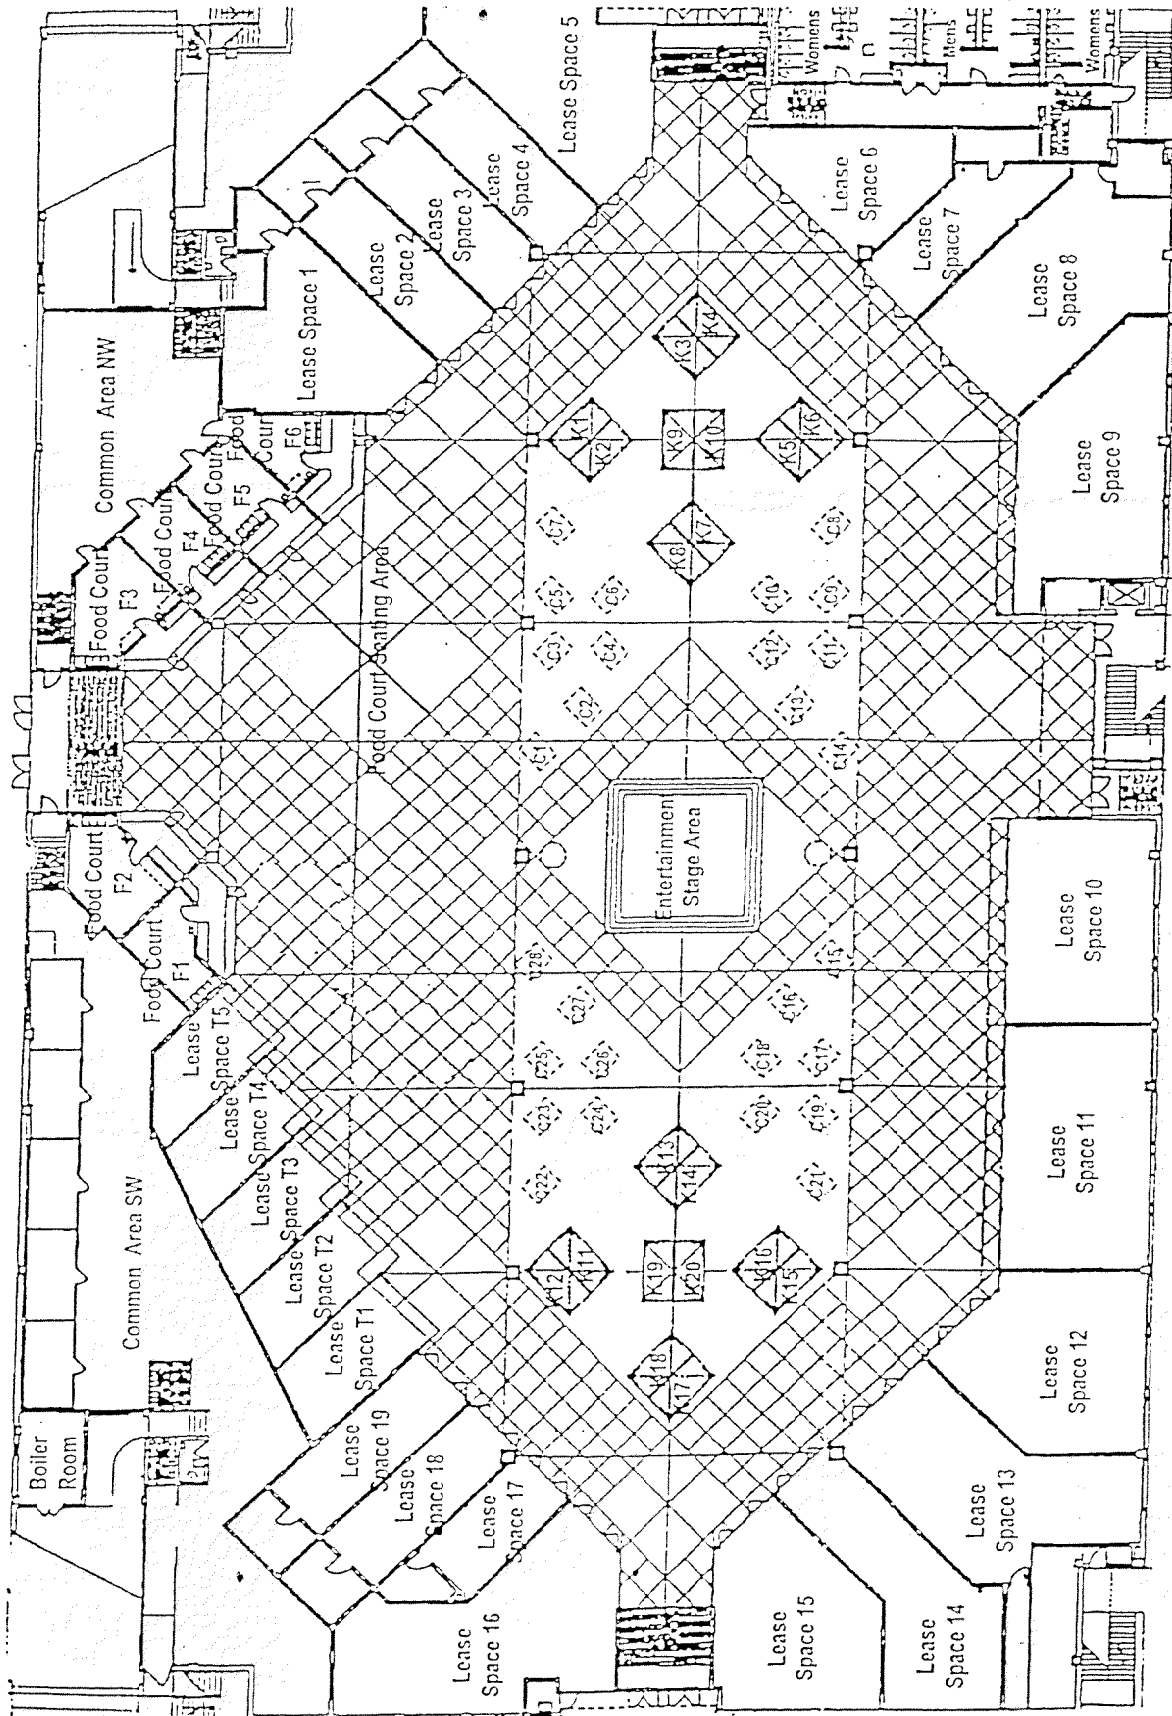 Boiler
Room
Common Area SW
Common Area NW
Food Court
F1
Food Court
F2
Food Court
F3
Food Court
F4
Food Court
F5
Food
Court
F6
Food Court Seating Area
Lease Space 1
Lease
Space 2
Lease
Space 3
Lease
Space 4
Lease Space 5
Lease
Space 6
Lease
Space 7
Lease
Space 8
Lease
Space 9
Lease
Space 10
Lease
Space 11
Lease
Space 12
Lease
Space 13
Lease
Space 14
Lease
Space 15
Lease
Space 16
Lease
Space 17
Lease
Space 18
Lease
Space 19
Lease
Space T1
Lease
Space T2
Lease
Space T3
Lease
Space T4
Lease
Space T5
Entertainment
Stage Area
Womens
Mens
Womens
K1
K2
K3
K4
K5
K6
K7
K8
K9
K10
K11
K12
K13
K14
K15
K16
K17
K18
K19
K20
C1
C2
C3
C4
C5
C6
C7
C8
C9
C10
C11
C12
C13
C14
C15
C16
C17
C18
C19
C20
C21
C22
C23
C24
C25
C26
C27
C28